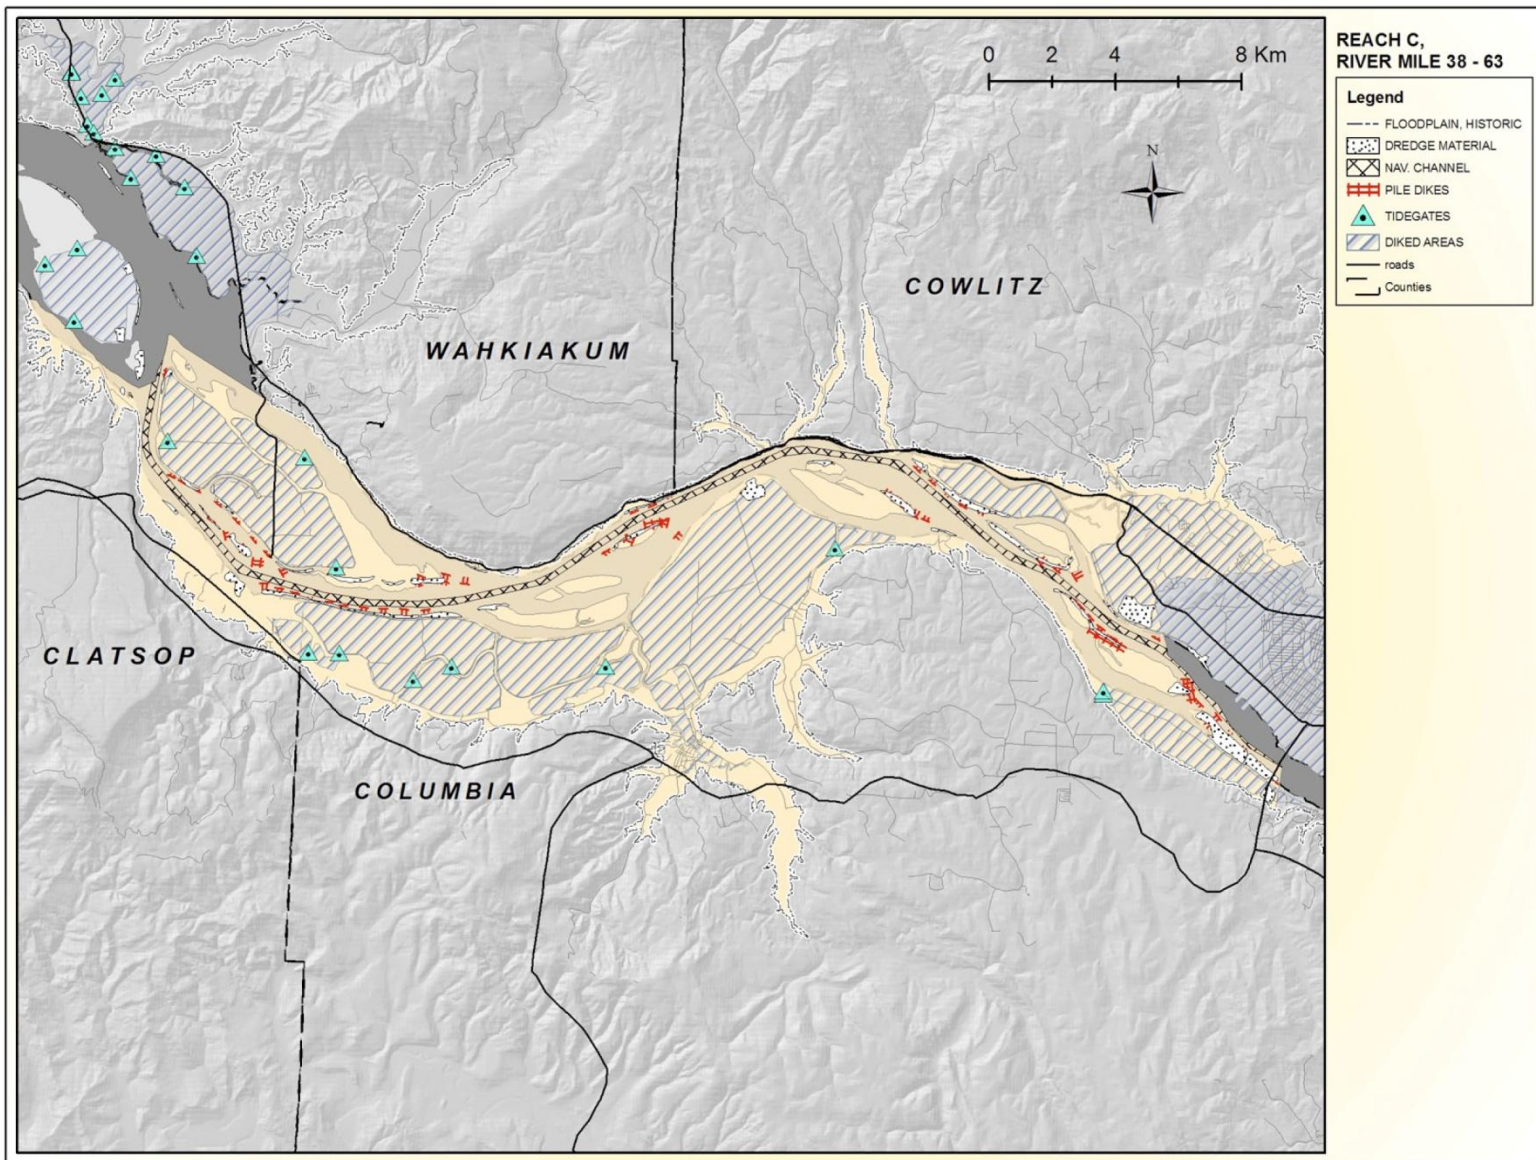 REACH C,
RIVER MILE 38 - 63
0 2 4 8 Km
Legend
FLOODPLAIN, HISTORIC
DREDGE MATERIAL
NAV. CHANNEL
PILE DIKES
TIDEGATES
DIKED AREAS
roads
Counties
N
COWLITZ
WAHKIAKUM
CLATSOP
COLUMBIA